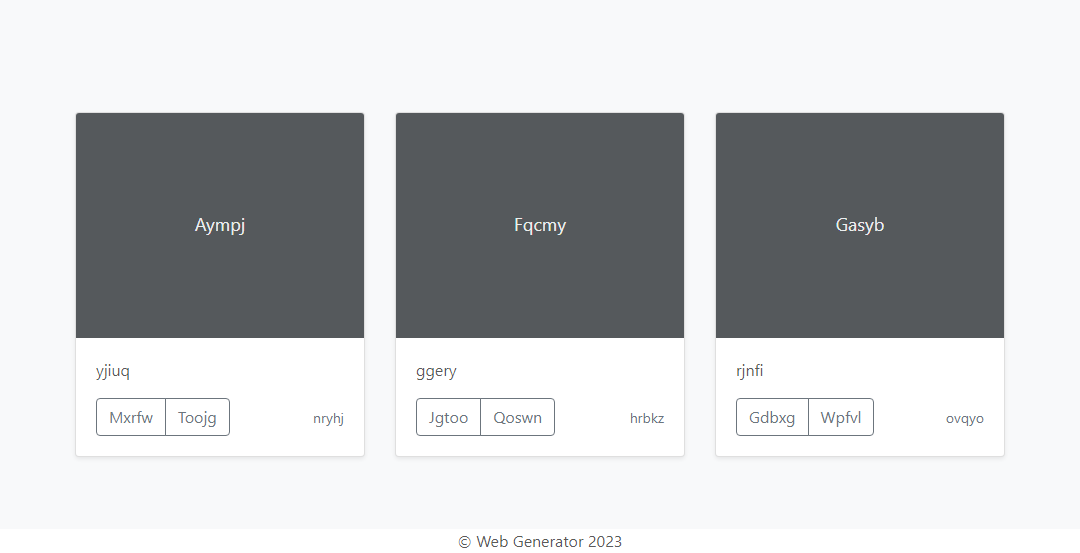 Aympj
yjiuq
Mxrfw Toojg nryhj
Fqcmy
ggery
Jgtoo Qoswn hrbkz
Gasyb
rjnfi
Gdbxg Wpfvl ovqyo
© Web Generator 2023